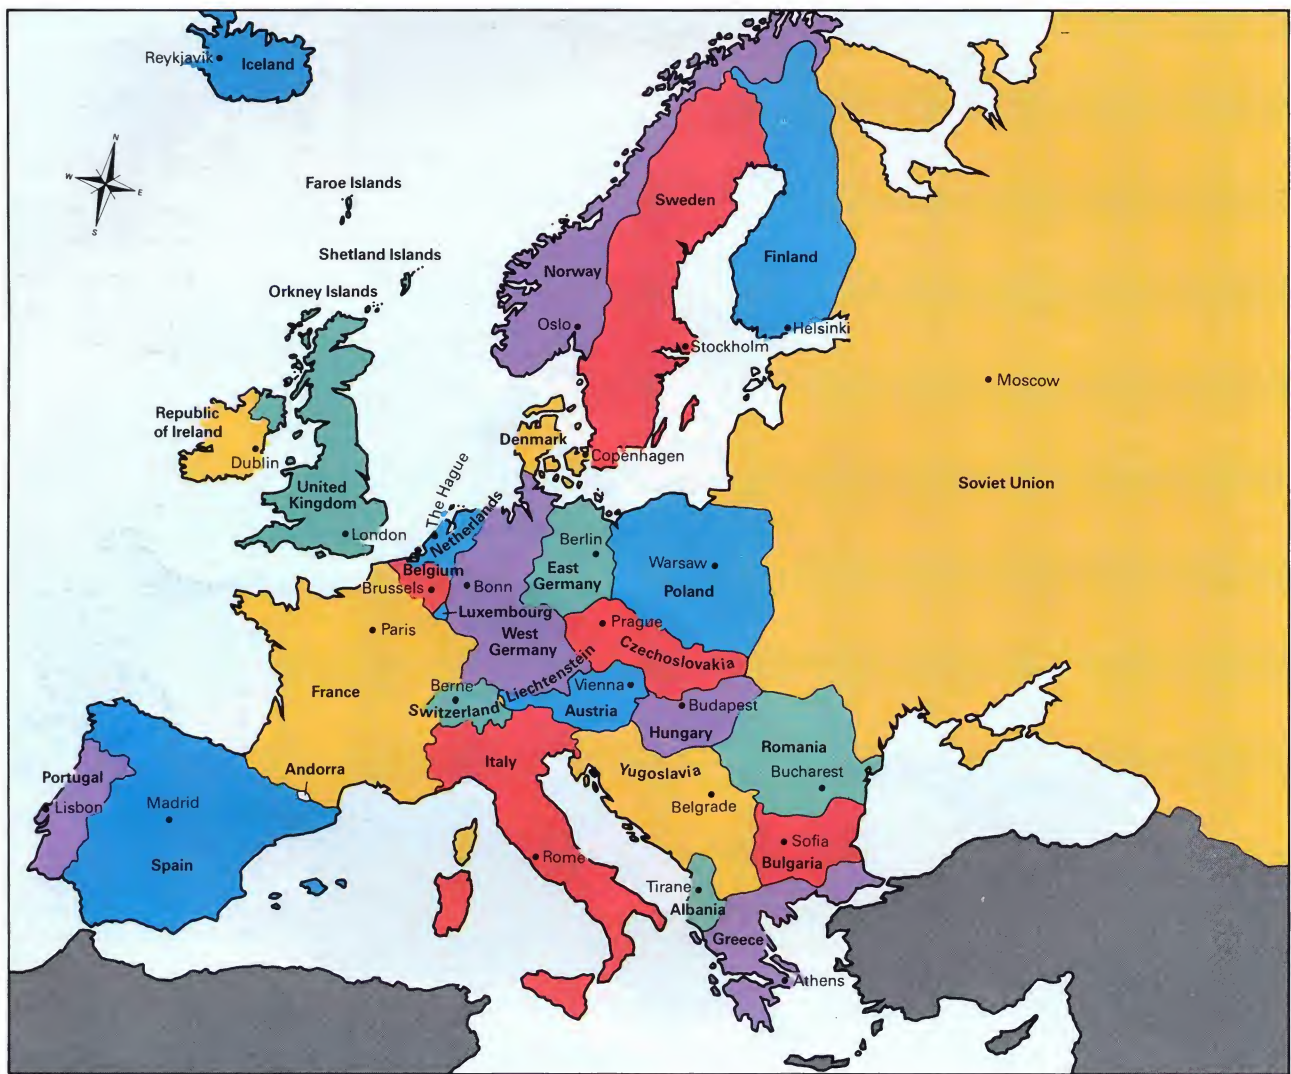 Reykjavik
Iceland
N
W
E
S
Faroe Islands
Shetland Islands
Orkney Islands
Sweden
Finland
Norway
Oslo
Helsinki
Stockholm
Moscow
Republic
of Ireland
Dublin
Denmark
Copenhagen
United
Kingdom
London
The Hague
Netherlands
Soviet Union
Berlin
East
Germany
Warsaw
Poland
Belgium
Brussels
Bonn
Luxembourg
Paris
West
Germany
Prague
Czechoslovakia
France
Berne
Switzerland
Liechtenstein
Vienna
Austria
Budapest
Hungary
Romania
Bucharest
Italy
Yugoslavia
Belgrade
Andorra
Portugal
Lisbon
Madrid
Spain
Rome
Sofia
Bulgaria
Tirane
Albania
Greece
Athens